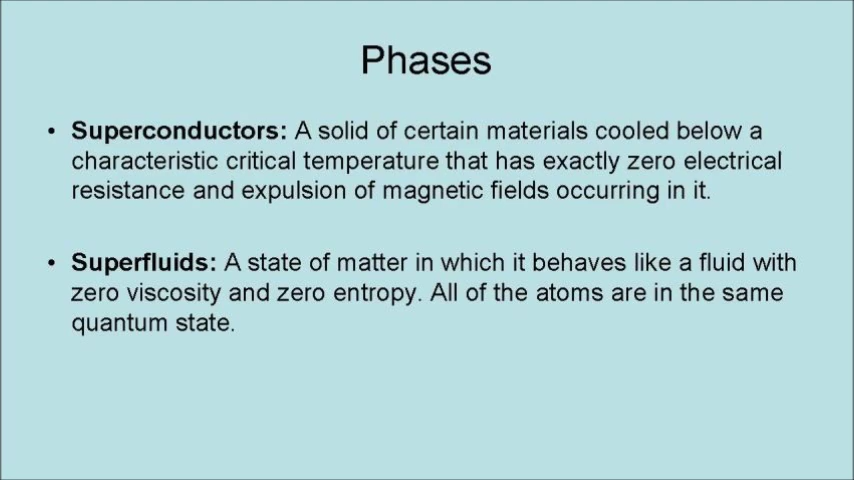 Phases
• Superconductors: A solid of certain materials cooled below a
characteristic critical temperature that has exactly zero electrical
resistance and expulsion of magnetic fields occurring in it.
• Superfluids: A state of matter in which it behaves like a fluid with
zero viscosity and zero entropy. All of the atoms are in the same
quantum state.